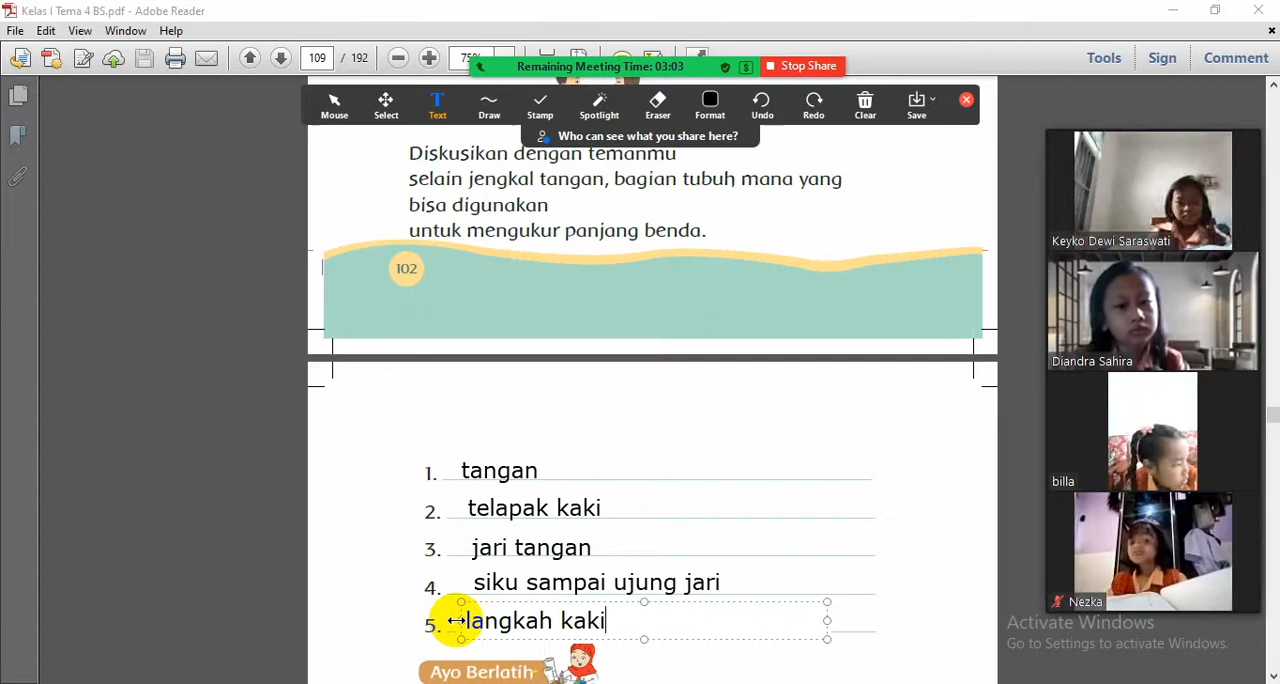 Kelas I Tema 4 BS.pdf - Adobe Reader
File Edit View Window Help
109 / 192 75% Tools Sign Comment
Remaining Meeting Time: 03:03 Stop Share
Mouse Select Text Draw Stamp Spotlight Eraser Format Undo Redo Clear Save
Who can see what you share here?
Diskusikan dengan temanmu
selain jengkal tangan, bagian tubuh mana yang
bisa digunakan
untuk mengukur panjang benda.
102
1. tangan
2. telapak kaki
3. jari tangan
4. siku sampai ujung jari
5. langkah kaki
Ayo Berlatih
Keyko Dewi Saraswati
Diandra Sahira
billa
Nezka
Activate Windows
Go to Settings to activate Windows.